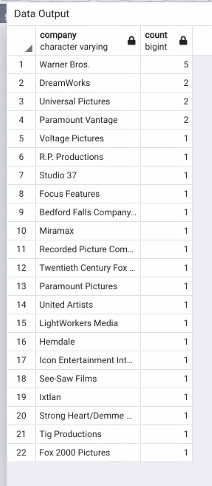 Data Output
company count
character varying bigint
1 Warner Bros. 5
2 DreamWorks 2
3 Universal Pictures 2
4 Paramount Vantage 2
5 Voltage Pictures 1
6 R.P. Productions 1
7 Studio 37 1
8 Focus Features 1
9 Bedford Falls Company... 1
10 Miramax 1
11 Recorded Picture Com... 1
12 Twentieth Century Fox ... 1
13 Paramount Pictures 1
14 United Artists 1
15 LightWorkers Media 1
16 Hemdale 1
17 Icon Entertainment Int... 1
18 See-Saw Films 1
19 Ixtlan 1
20 Strong Heart/Demme ... 1
21 Tig Productions 1
22 Fox 2000 Pictures 1